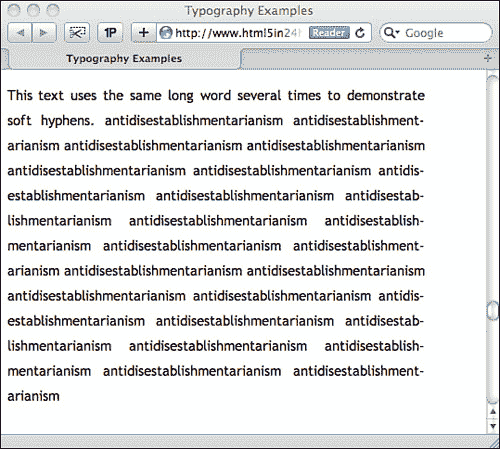 Typography Examples
1P
+
http://www.html5in24h
Reader
Google
Typography Examples
+
This text uses the same long word several times to demonstrate
soft hyphens. antidisestablishmentarianism antidisestablishment-
arianism antidisestablishmentarianism antidisestablishmentarianism
antidisestablishmentarianism antidisestablishmentarianism antidis-
establishmentarianism antidisestablishmentarianism antidisestab-
lishmentarianism antidisestablishmentarianism antidisestablish-
mentarianism antidisestablishmentarianism antidisestablishment-
arianism antidisestablishmentarianism antidisestablishmentarianism
antidisestablishmentarianism antidisestablishmentarianism antidis-
establishmentarianism antidisestablishmentarianism antidisestab-
lishmentarianism antidisestablishmentarianism antidisestablish-
mentarianism antidisestablishmentarianism antidisestablishment-
arianism